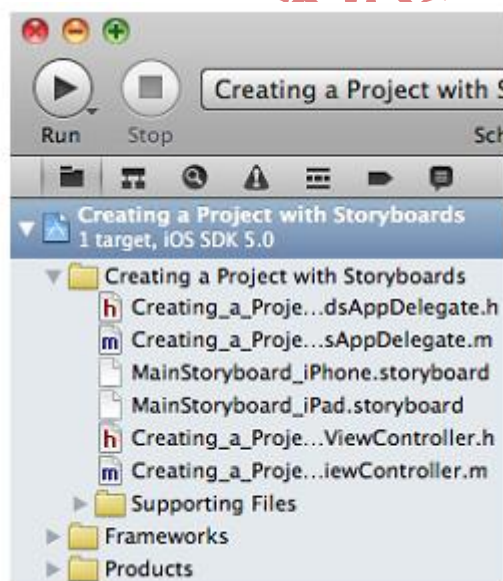 Creating a Project with S
Run Stop Sch
Creating a Project with Storyboards
1 target, iOS SDK 5.0
Creating a Project with Storyboards
h Creating_a_Proje...dsAppDelegate.h
m Creating_a_Proje...sAppDelegate.m
MainStoryboard_iPhone.storyboard
MainStoryboard_iPad.storyboard
h Creating_a_Proje...ViewController.h
m Creating_a_Proje...iewController.m
Supporting Files
Frameworks
Products